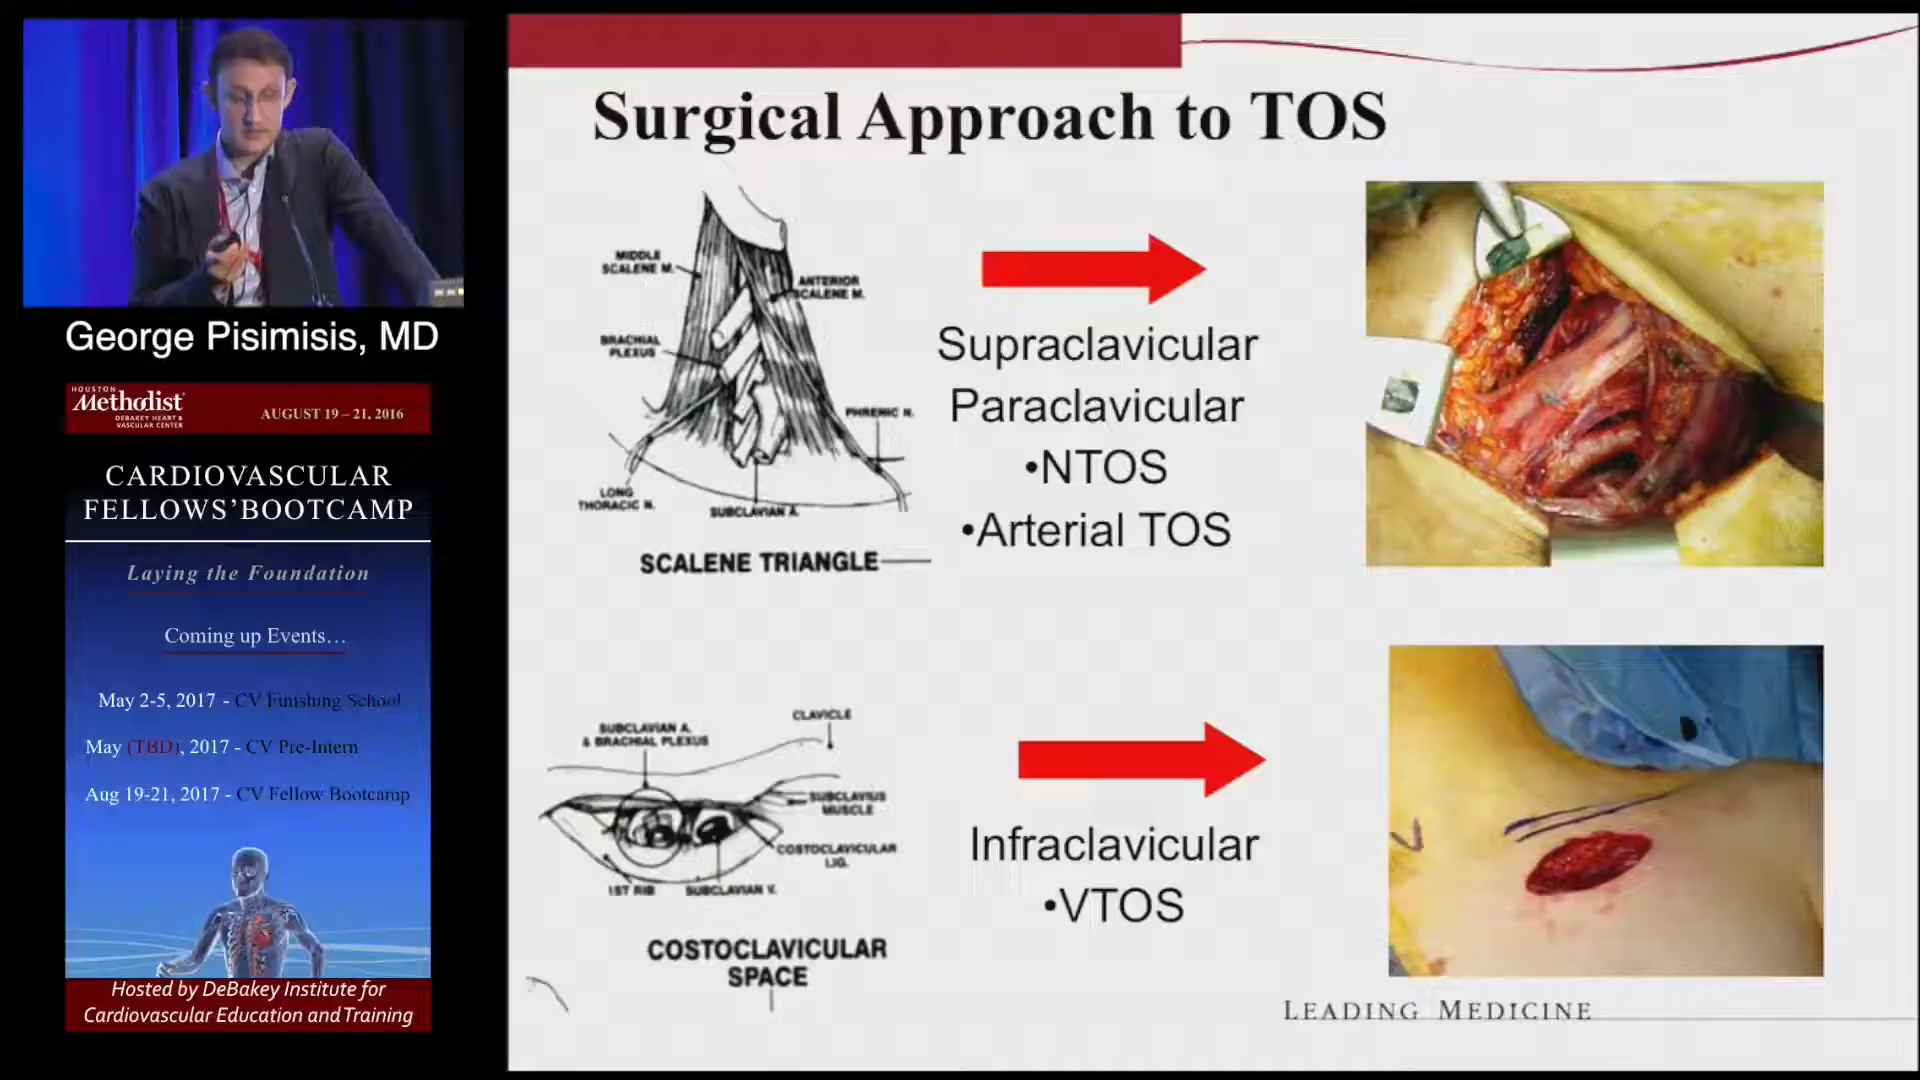 George Pisimisis, MD
HOUSTON
Methodist
DEBAKEY HEART &
VASCULAR CENTER
AUGUST 19 – 21, 2016
CARDIOVASCULAR
FELLOWS’BOOTCAMP
Laying the Foundation
Coming up Events…
May 2-5, 2017 - CV Finishing School
May (TBD), 2017 - CV Pre-Intern
Aug 19-21, 2017 - CV Fellow Bootcamp
Hosted by DeBakey Institute for
Cardiovascular Education and Training
Surgical Approach to TOS
MIDDLE
SCALENE M.
ANTERIOR
SCALENE M.
BRACHIAL
PLEXUS
PHRENIC N.
LONG
THORACIC N.
SUBCLAVIAN A.
SCALENE TRIANGLE
Supraclavicular
Paraclavicular
•NTOS
•Arterial TOS
CLAVICLE
SUBCLAVIAN A.
& BRACHIAL PLEXUS
SUBCLAVIUS
MUSCLE
COSTOCLAVICULAR
LIG.
1ST RIB
SUBCLAVIAN V.
COSTOCLAVICULAR
SPACE
Infraclavicular
•VTOS
LEADING MEDICINE